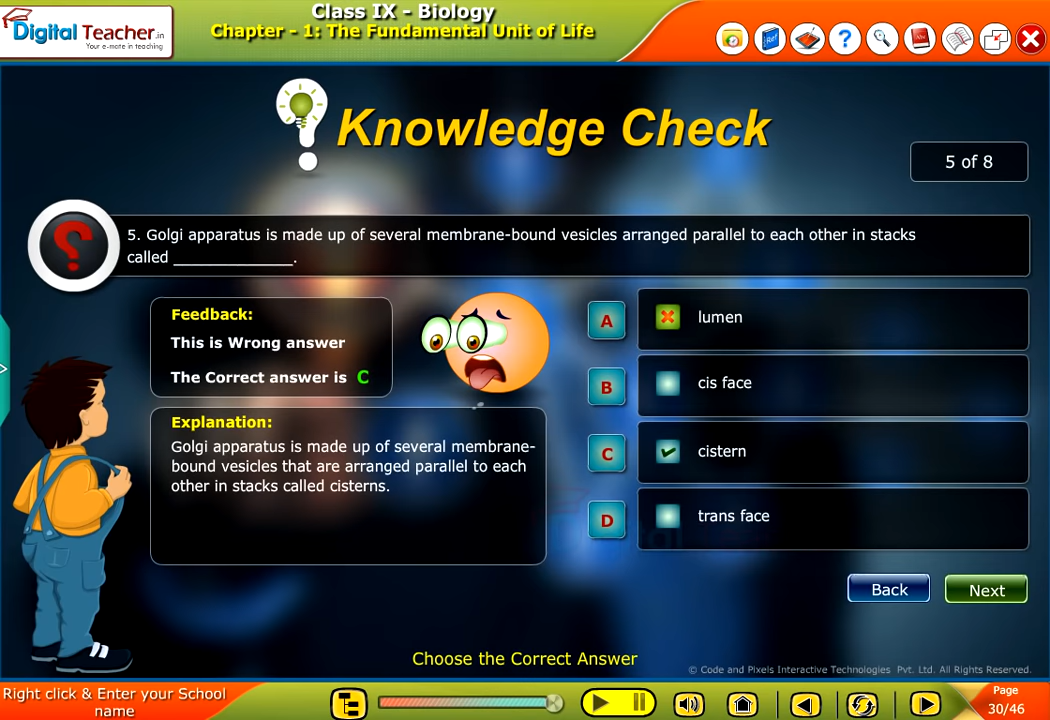 Class IX - Biology
Chapter - 1: The Fundamental Unit of Life
Digital Teacher.in
Your e-mate in teaching
Knowledge Check
5 of 8
5. Golgi apparatus is made up of several membrane-bound vesicles arranged parallel to each other in stacks
called _____________.
Feedback:
This is Wrong answer
The Correct answer is C
Explanation:
Golgi apparatus is made up of several membrane-
bound vesicles that are arranged parallel to each
other in stacks called cisterns.
A lumen
B cis face
C cistern
D trans face
Back Next
Choose the Correct Answer
© Code and Pixels Interactive Technologies Pvt. Ltd. All Rights Reserved.
Right click & Enter your School
name
Page
30/46